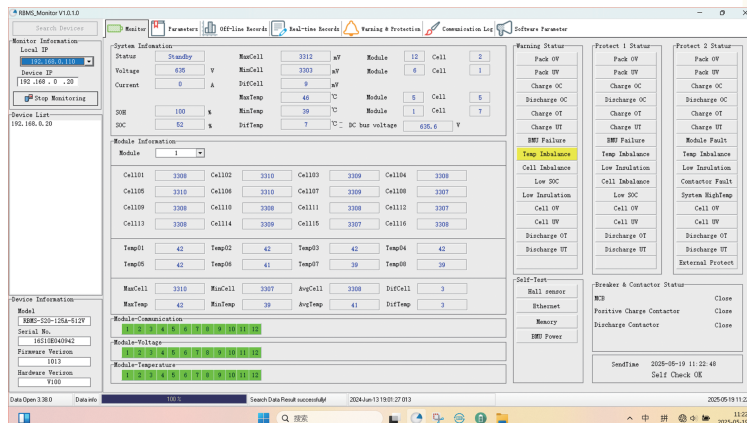 RBMS_Monitor V1.0.1.0
Search Devices
Monitor Parameters Off-line Records Real-time Records Warning & Protection Communication Log Software Parameter
Monitor Information
Local IP
192.168.0.110
Device IP
192 .168 . 0 .20
Stop Monitoring
Device List
192.168.0.20
Device Information
Model
RBMS-S20-125A-512V
Serial No.
16S10E040942
Firmware Verison
1013
Hardware Verison
V100
System Infomation
Status Standby MaxCell 3312 mV Module 12 Cell 2
Voltage 635 V MinCell 3303 mV Module 6 Cell 1
Current 0 A DifCell 9 mV
MaxTemp 46 ℃ Module 5 Cell 5
SOH 100 % MinTemp 39 ℃ Module 1 Cell 7
SOC 52 % DifTemp 7 ℃ DC bus voltage 635.6 V
Module Information
Module 1
Cell01 3308 Cell02 3310 Cell03 3309 Cell04 3308
Cell05 3310 Cell06 3310 Cell07 3309 Cell08 3307
Cell09 3308 Cell10 3308 Cell11 3308 Cell12 3307
Cell13 3308 Cell14 3309 Cell15 3307 Cell16 3308
Temp01 42 Temp02 42 Temp03 42 Temp04 42
Temp05 42 Temp06 41 Temp07 39 Temp08 39
MaxCell 3310 MinCell 3307 AvgCell 3308 DifCell 3
MaxTemp 42 MinTemp 39 AvgTemp 41 DifTemp 3
Module-Communication
1 2 3 4 5 6 7 8 9 10 11 12
Module-Voltage
1 2 3 4 5 6 7 8 9 10 11 12
Module-Temperature
1 2 3 4 5 6 7 8 9 10 11 12
Warning Status
Pack OV
Pack UV
Charge OC
Discharge OC
Charge OT
Charge UT
BMU Failure
Temp Imbalance
Cell Imbalance
Low SOC
Low Insulation
Cell OV
Cell UV
Discharge OT
Discharge UT
Protect 1 Status
Pack OV
Pack UV
Charge OC
Discharge OC
Charge OT
Charge UT
BMU Failure
Temp Imbalance
Low Insulation
Cell Imbalance
Low SOC
Cell OV
Cell UV
Discharge OT
Discharge UT
Protect 2 Status
Pack OV
Pack UV
Charge OC
Discharge OC
Charge OT
Charge UT
Module Fault
Temp Imbalance
Low Insulation
Contactor Fault
System HighTemp
Cell OV
Cell UV
Discharge OT
Discharge UT
External Protect
Self-Test
Hall sensor
Ethernet
Memory
BMU Power
Breaker & Contactor Status
MCB Close
Positive Charge Contactor Close
Discharge Contactor Close
SendTime 2025-05-19 11:22:48
Self Check OK
Data Open 3.38.0 Data info 100 % Search Data Result successfully! 2024-Jun-13 19:01:27 013 2025-05-19 11:2
搜索
中 拼
11:22
2025-05-1